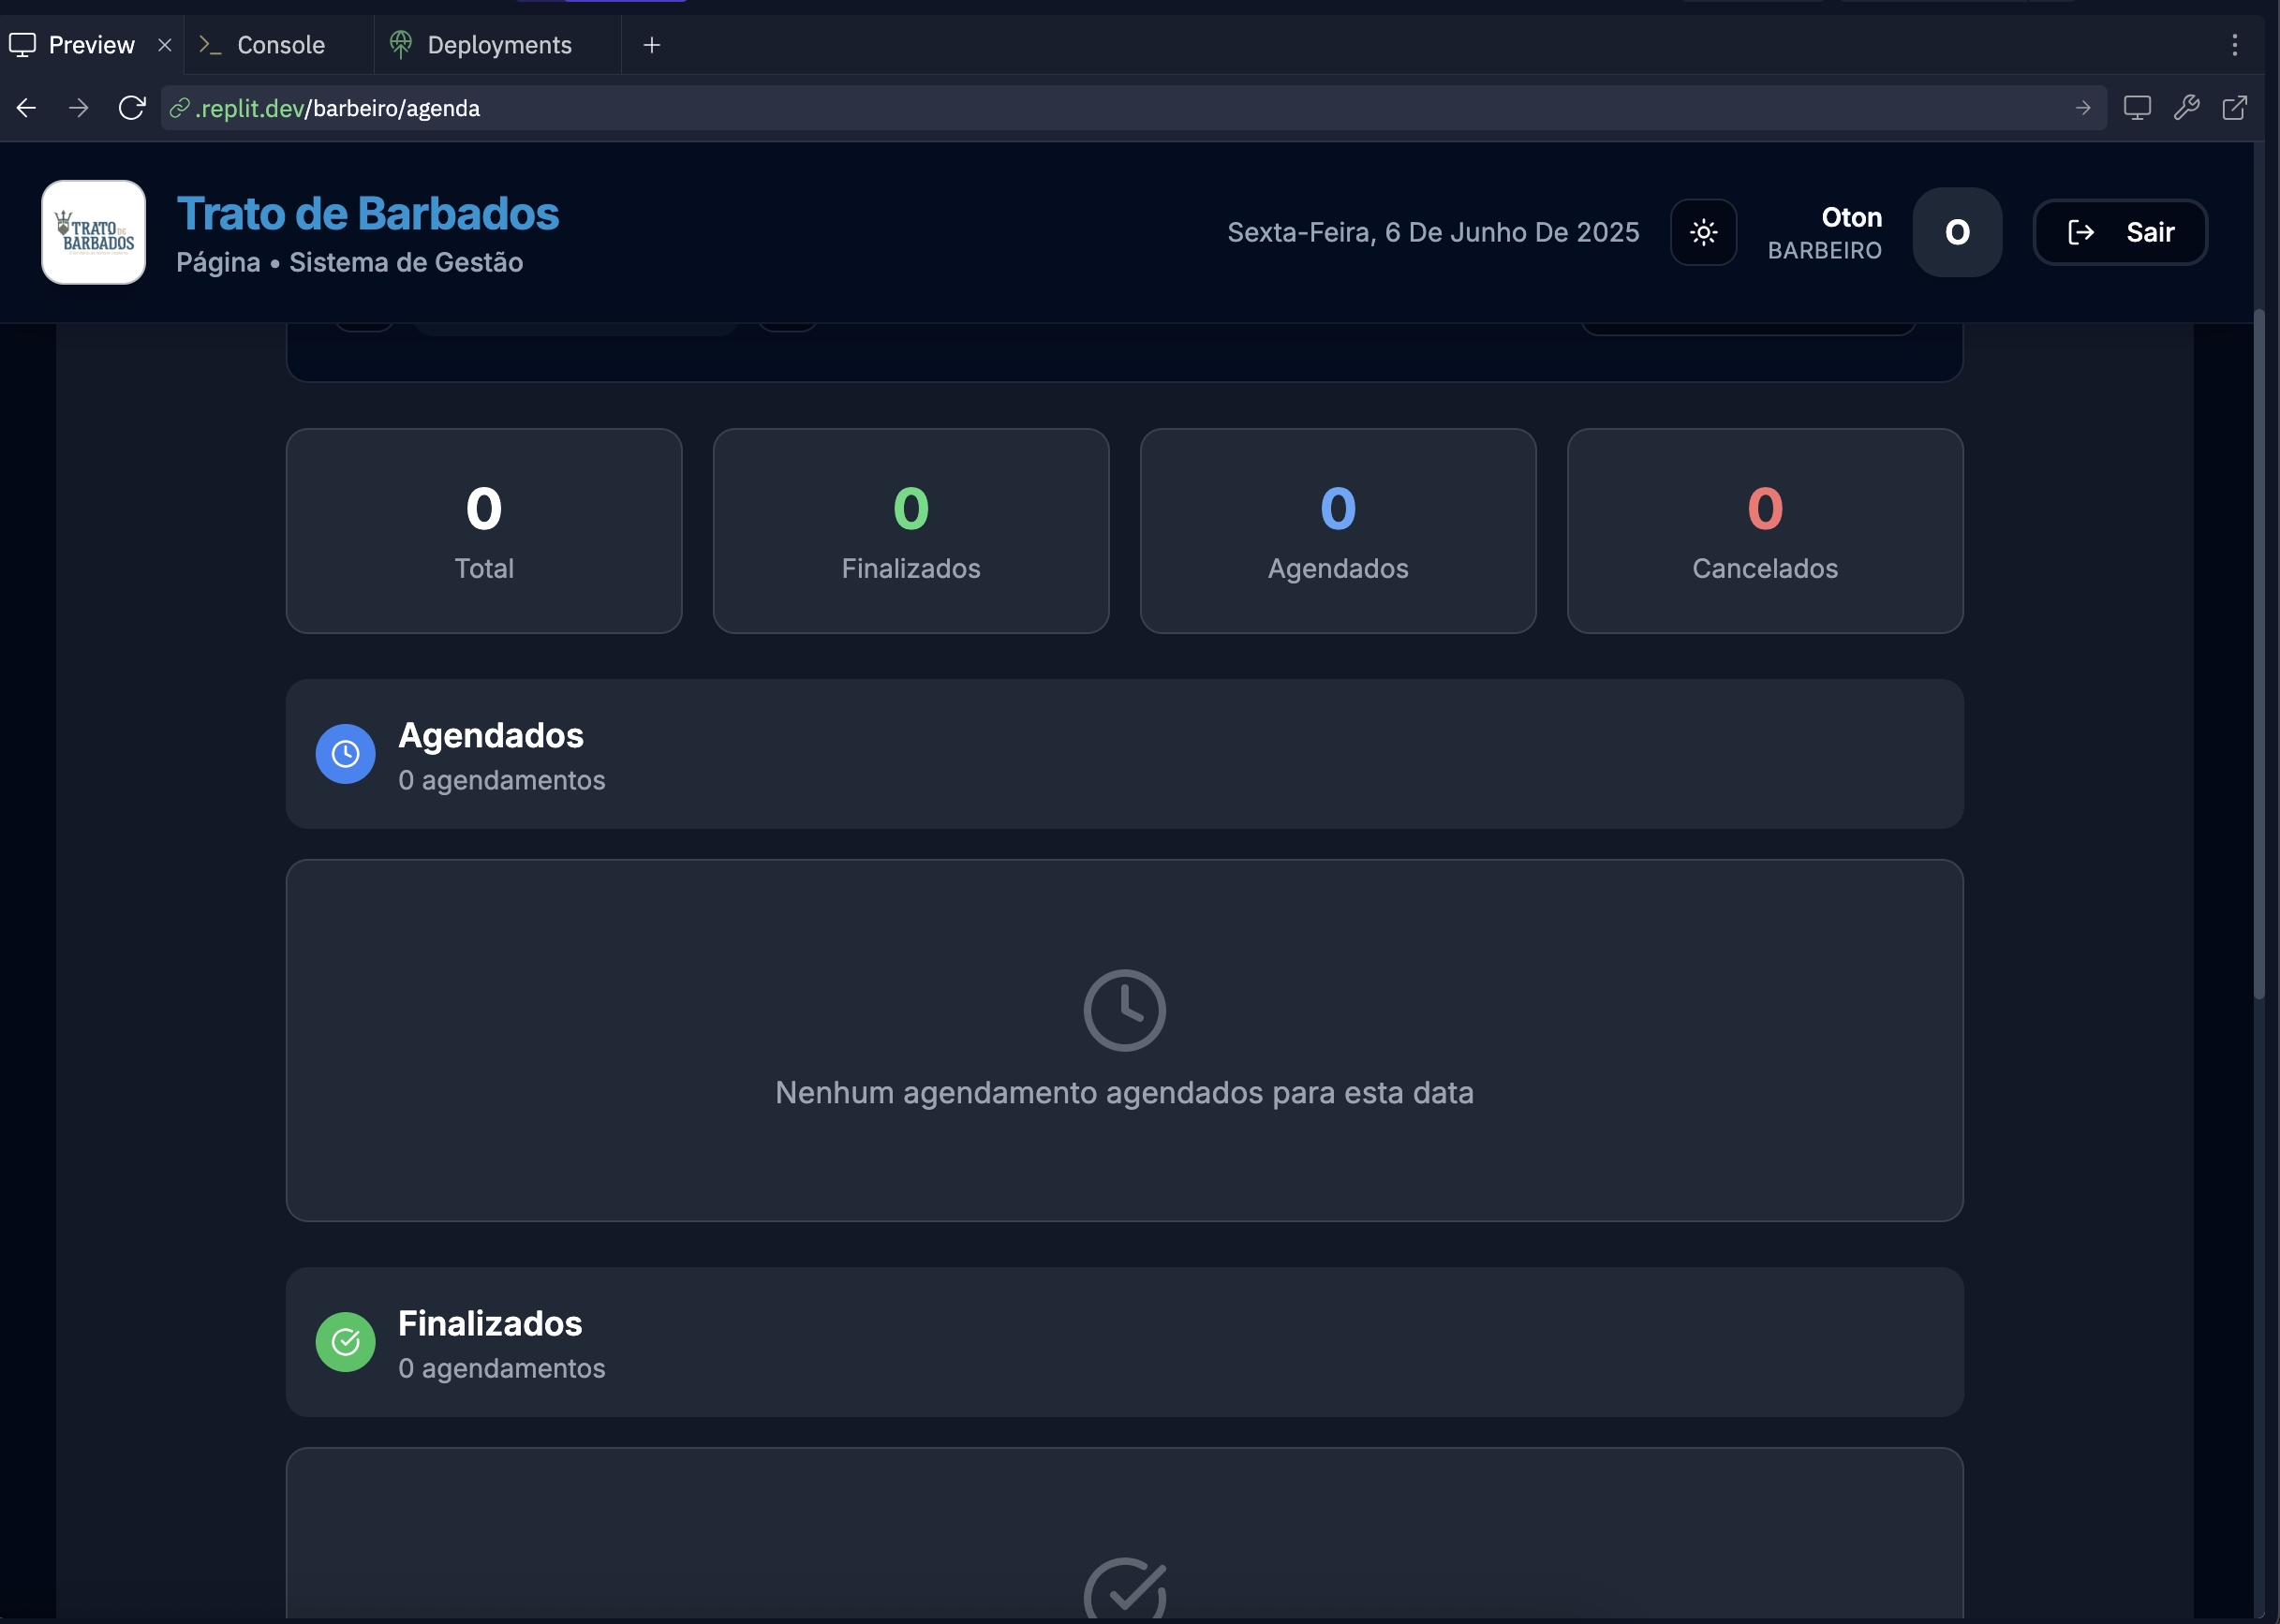 Preview
Console
Deployments
.replit.dev/barbeiro/agenda
TRATO DE
BARBADOS
Trato de Barbados
Página • Sistema de Gestão
Sexta-Feira, 6 De Junho De 2025
Oton
BARBEIRO
O
Sair
0
Total
0
Finalizados
0
Agendados
0
Cancelados
Agendados
0 agendamentos
Nenhum agendamento agendados para esta data
Finalizados
0 agendamentos